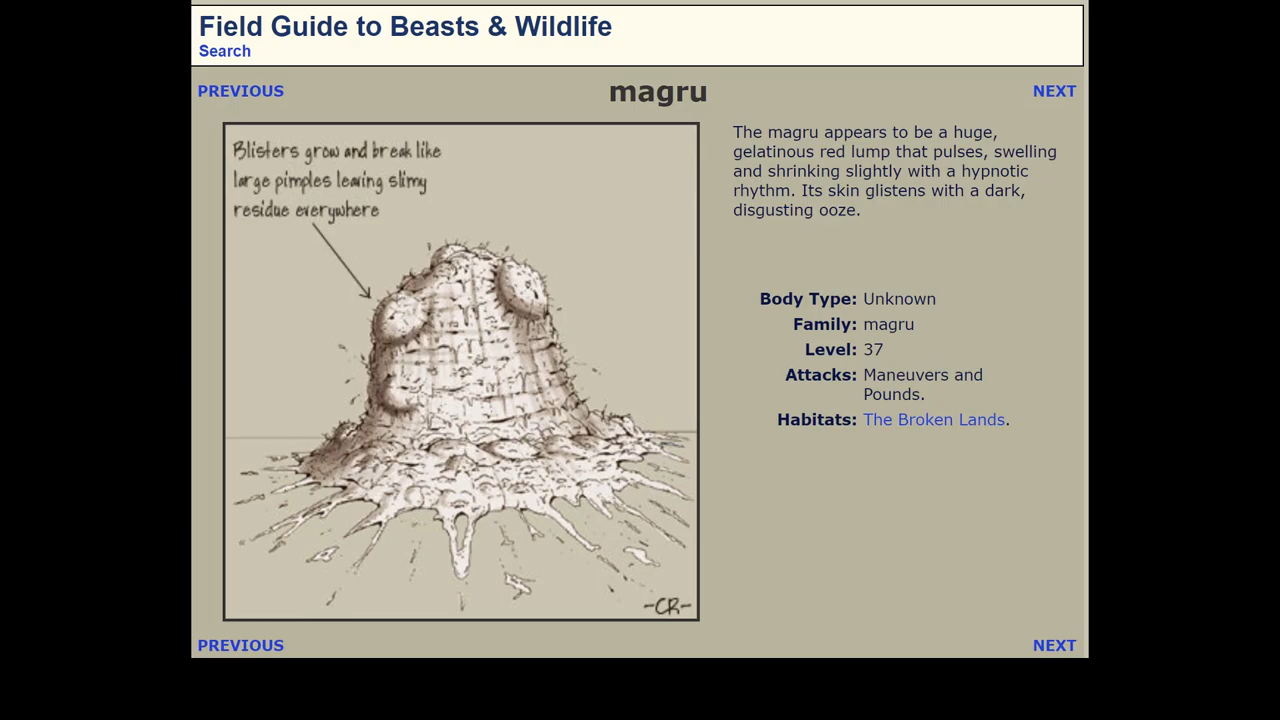 Field Guide to Beasts & Wildlife
Search
PREVIOUS
magru
NEXT
Blisters grow and break like
large pimples leaving slimy
residue everywhere
-CR-
The magru appears to be a huge,
gelatinous red lump that pulses, swelling
and shrinking slightly with a hypnotic
rhythm. Its skin glistens with a dark,
disgusting ooze.
Body Type: Unknown
Family: magru
Level: 37
Attacks: Maneuvers and
Pounds.
Habitats: The Broken Lands.
PREVIOUS
NEXT